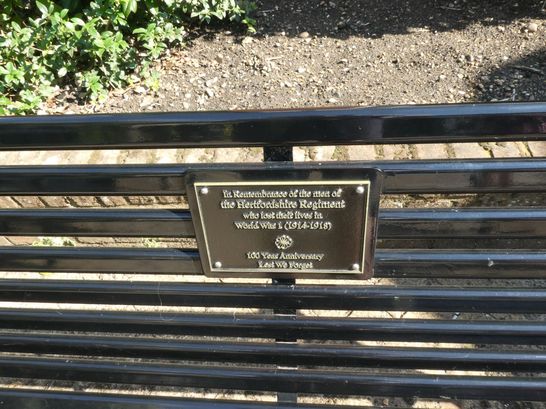 In Remembrance of the men of
the Hertfordshire Regiment
who lost their lives in
World War 1 (1914-1918)
100 Year Anniversary
Lest We Forget